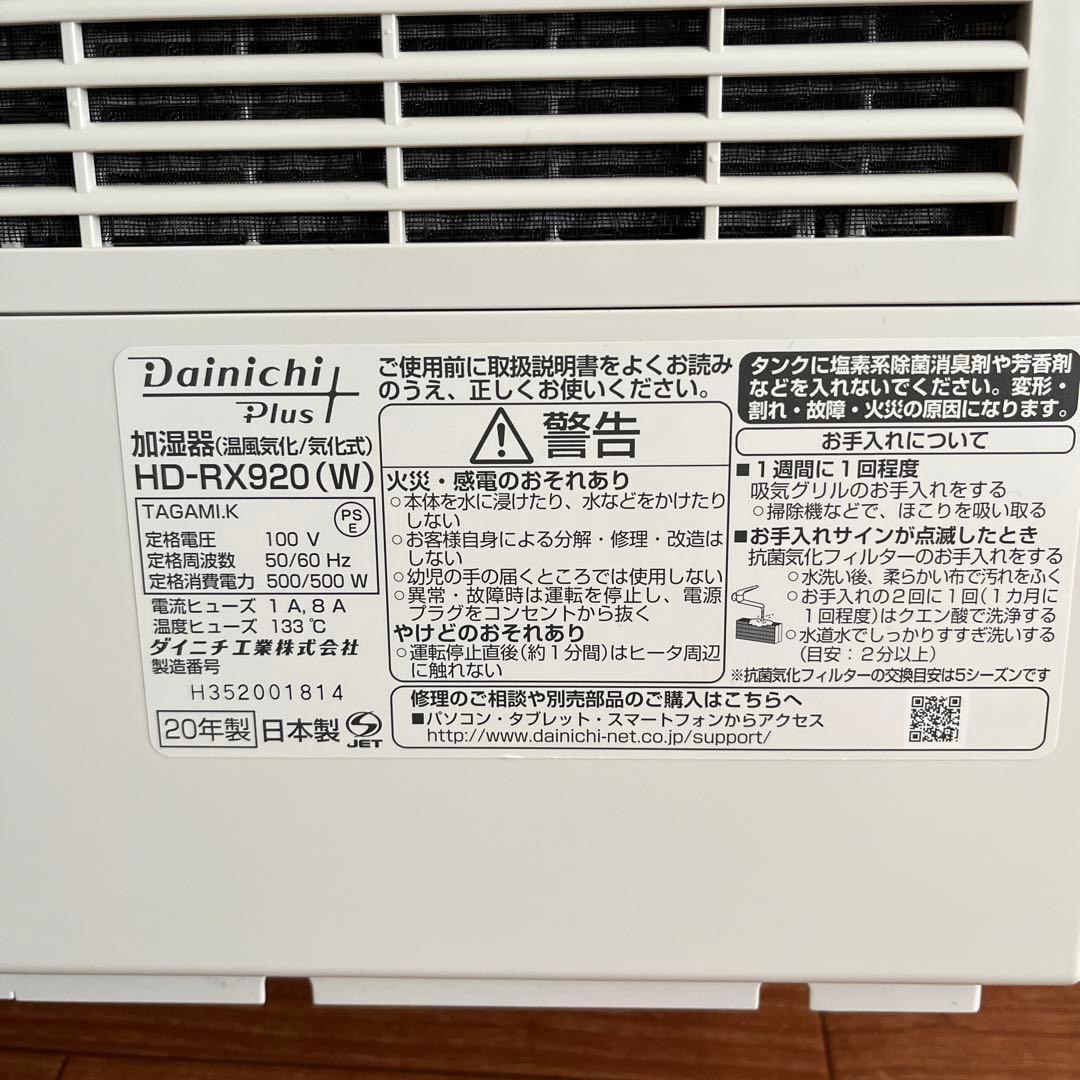 Dainichi
Plus
加湿器(温風気化/気化式)
HD-RX920(W)
TAGAMI.K
PS
E
定格電圧 100 V
定格周波数 50/60 Hz
定格消費電力 500/500 W
電流ヒューズ 1 A, 8 A
温度ヒューズ 133 ℃
ダイニチ工業株式会社
製造番号
H352001814
20年製 日本製
JET
ご使用前に取扱説明書をよくお読み
のうえ、正しくお使いください。
警告
火災・感電のおそれあり
○本体を水に浸けたり、水などをかけたり
しない
○お客様自身による分解・修理・改造は
しない
○幼児の手の届くところでは使用しない
○異常・故障時は運転を停止し、電源
プラグをコンセントから抜く
やけどのおそれあり
○運転停止直後(約1分間)はヒータ周辺
に触れない
タンクに塩素系除菌消臭剤や芳香剤
などを入れないでください。変形・
割れ・故障・火災の原因になります。
お手入れについて
■1週間に1回程度
吸気グリルのお手入れをする
○掃除機などで、ほこりを吸い取る
■お手入れサインが点滅したとき
抗菌気化フィルターのお手入れをする
○水洗い後、柔らかい布で汚れをふく
○お手入れの2回に1回(1カ月に
1回程度)はクエン酸で洗浄する
○水道水でしっかりすすぎ洗いする
(目安:2分以上)
※抗菌気化フィルターの交換目安は5シーズンです
修理のご相談や別売部品のご購入はこちらへ
■パソコン・タブレット・スマートフォンからアクセス
http://www.dainichi-net.co.jp/support/